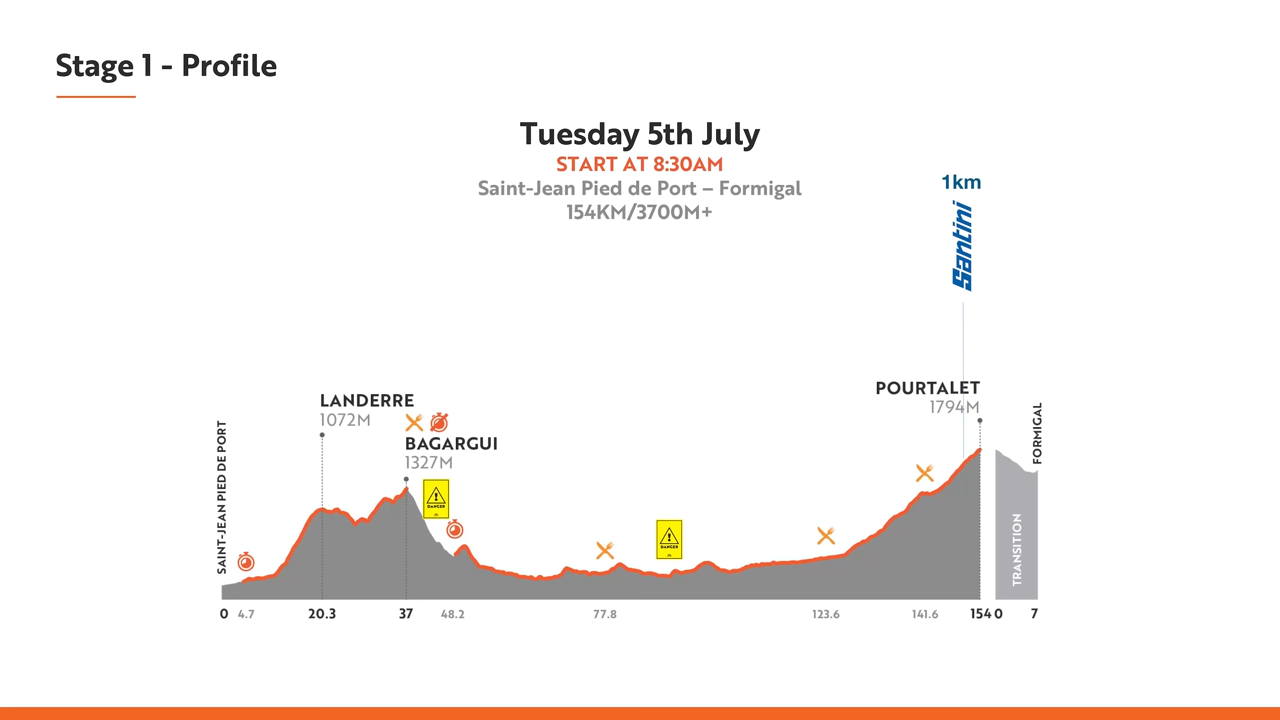 Stage 1 - Profile
Tuesday 5th July
START AT 8:30AM
Saint-Jean Pied de Port – Formigal
154KM/3700M+
1km
Santini
POURTALET
1794M
LANDERRE
1072M
BAGARGUI
1327M
SAINT-JEAN PIED DE PORT
FORMIGAL
DANGER
DANGER
TRANSITION
0 4.7 20.3 37 48.2 77.8 123.6 141.6 154 0 7